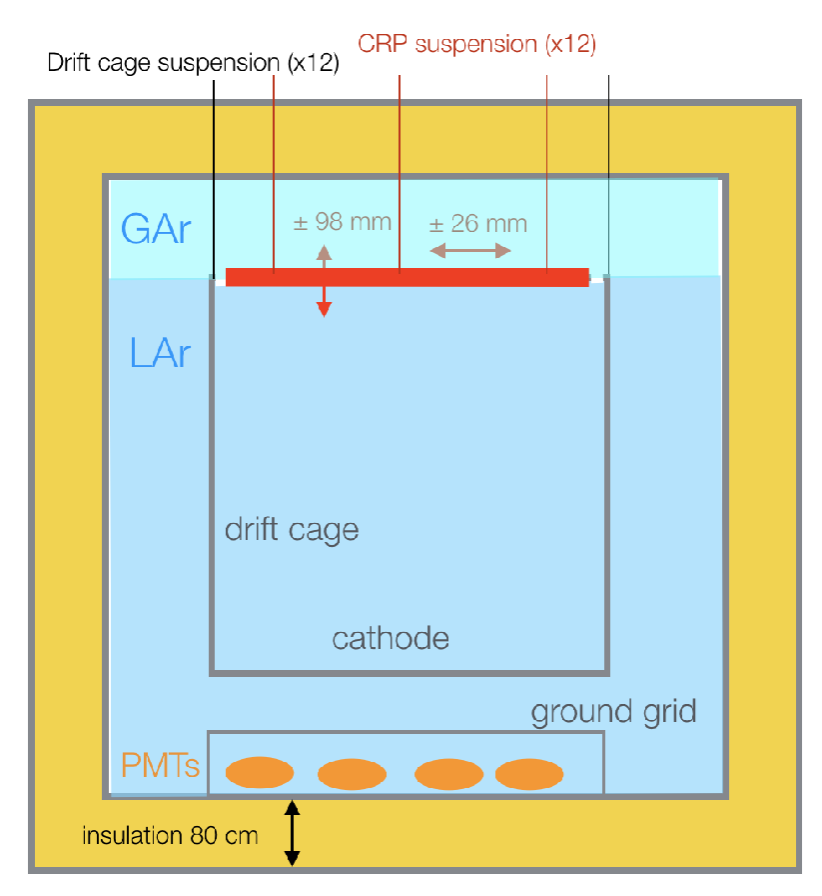 CRP suspension (x12)
Drift cage suspension (x12)
GAr
± 98 mm
± 26 mm
LAr
drift cage
cathode
ground grid
PMTs
insulation 80 cm